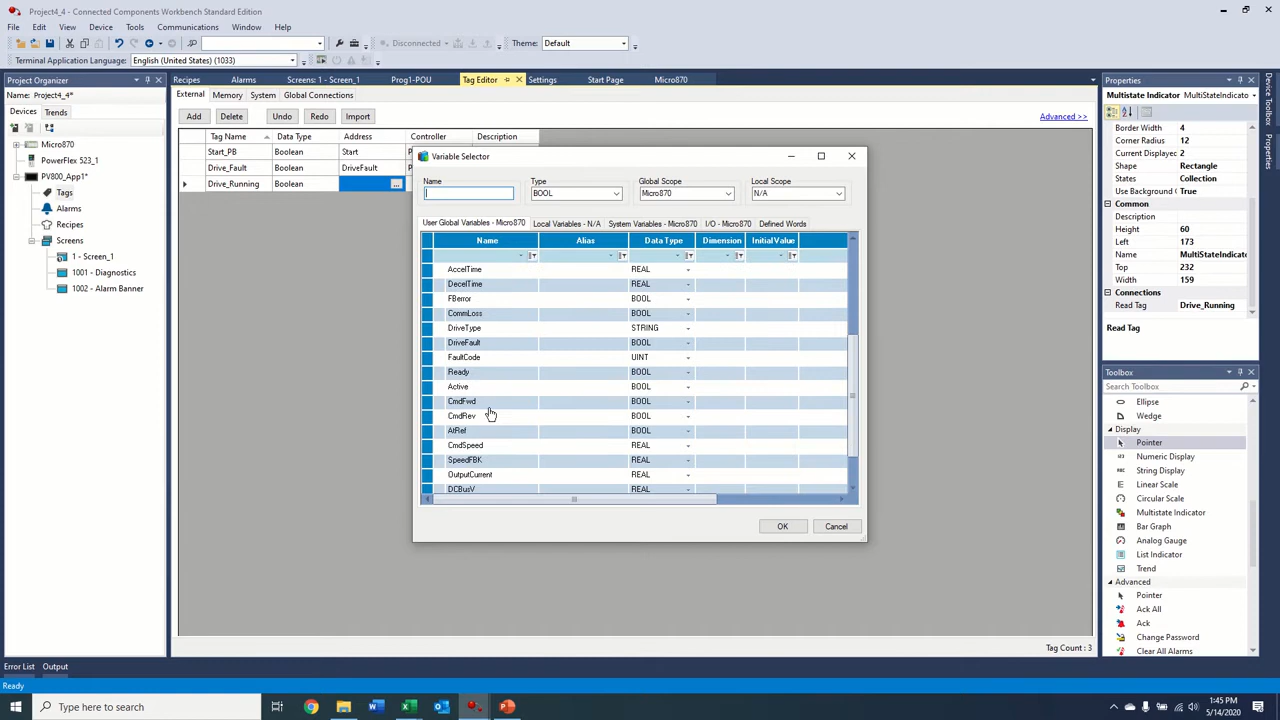 Project4_4 - Connected Components Workbench Standard Edition
File Edit View Device Tools Communications Window Help
Disconnected Theme: Default
Terminal Application Language: English (United States) (1033)
Project Organizer
Name: Project4_4*
Devices Trends
Micro870
PowerFlex 523_1
PV800_App1*
Tags
Alarms
Recipes
Screens
1 - Screen_1
1001 - Diagnostics
1002 - Alarm Banner
Recipes Alarms Screens: 1 - Screen_1 Prog1-POU Tag Editor Settings Start Page Micro870
External Memory System Global Connections
Add Delete Undo Redo Import Advanced >>
Tag Name Data Type Address Controller Description
Start_PB Boolean Start P
Drive_Fault Boolean DriveFault P
Drive_Running Boolean ...
Variable Selector
Name Type Global Scope Local Scope
BOOL Micro870 N/A
User Global Variables - Micro870 Local Variables - N/A System Variables - Micro870 I/O - Micro870 Defined Words
Name Alias Data Type Dimension Initial Value
AccelTime REAL
DecelTime REAL
FBerror BOOL
CommLoss BOOL
DriveType STRING
DriveFault BOOL
FaultCode UINT
Ready BOOL
Active BOOL
CmdFwd BOOL
CmdRev BOOL
AtRef BOOL
CmdSpeed REAL
SpeedFBK REAL
OutputCurrent REAL
DCBusV REAL
OK Cancel
Tag Count : 3
Properties
Multistate Indicator MultiStateIndicator
Border Width 4
Corner Radius 12
Current Displayed 2
Shape Rectangle
States Collection
Use Background True
Common
Description
Height 60
Left 173
Name MultiStateIndicato
Top 232
Width 159
Connections
Read Tag Drive_Running
Read Tag
Toolbox
Search Toolbox
Ellipse
Wedge
Display
Pointer
Numeric Display
String Display
Linear Scale
Circular Scale
Multistate Indicator
Bar Graph
Analog Gauge
List Indicator
Trend
Advanced
Pointer
Ack All
Ack
Change Password
Clear All Alarms
Device Toolbox
Properties
Error List Output
Ready
Type here to search
1:45 PM
5/14/2020